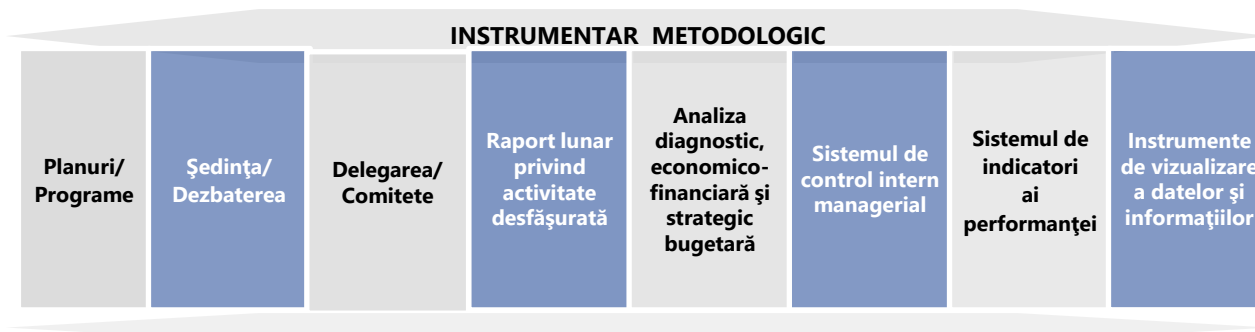 INSTRUMENTAR METODOLOGIC
Planuri/
Programe
Şedinţa/
Dezbaterea
Delegarea/
Comitete
Raport lunar
privind
activitate
desfăşurată
Analiza
diagnostic,
economico-
financiară şi
strategic
bugetară
Sistemul de
control intern
managerial
Sistemul de
indicatori
ai
performanţei
Instrumente
de vizualizare
a datelor şi
informaţiilor